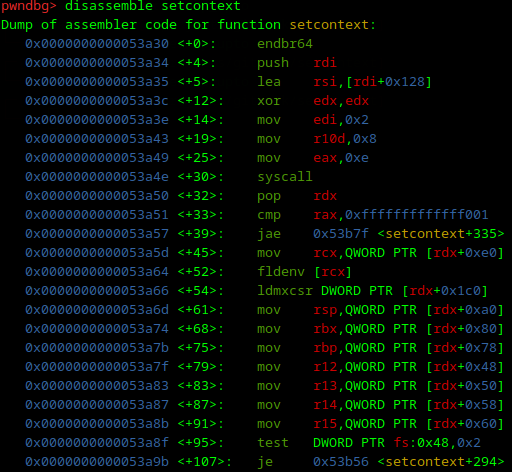 pwndbg> disassemble setcontext
Dump of assembler code for function setcontext:
   0x0000000000053a30 <+0>:     endbr64
   0x0000000000053a34 <+4>:     push   rdi
   0x0000000000053a35 <+5>:     lea    rsi,[rdi+0x128]
   0x0000000000053a3c <+12>:    xor    edx,edx
   0x0000000000053a3e <+14>:    mov    edi,0x2
   0x0000000000053a43 <+19>:    mov    r10d,0x8
   0x0000000000053a49 <+25>:    mov    eax,0xe
   0x0000000000053a4e <+30>:    syscall
   0x0000000000053a50 <+32>:    pop    rdx
   0x0000000000053a51 <+33>:    cmp    rax,0xfffffffffffff001
   0x0000000000053a57 <+39>:    jae    0x53b7f <setcontext+335>
   0x0000000000053a5d <+45>:    mov    rcx,QWORD PTR [rdx+0xe0]
   0x0000000000053a64 <+52>:    fldenv [rcx]
   0x0000000000053a66 <+54>:    ldmxcsr DWORD PTR [rdx+0x1c0]
   0x0000000000053a6d <+61>:    mov    rsp,QWORD PTR [rdx+0xa0]
   0x0000000000053a74 <+68>:    mov    rbx,QWORD PTR [rdx+0x80]
   0x0000000000053a7b <+75>:    mov    rbp,QWORD PTR [rdx+0x78]
   0x0000000000053a7f <+79>:    mov    r12,QWORD PTR [rdx+0x48]
   0x0000000000053a83 <+83>:    mov    r13,QWORD PTR [rdx+0x50]
   0x0000000000053a87 <+87>:    mov    r14,QWORD PTR [rdx+0x58]
   0x0000000000053a8b <+91>:    mov    r15,QWORD PTR [rdx+0x60]
   0x0000000000053a8f <+95>:    test   DWORD PTR fs:0x48,0x2
   0x0000000000053a9b <+107>:   je     0x53b56 <setcontext+294>